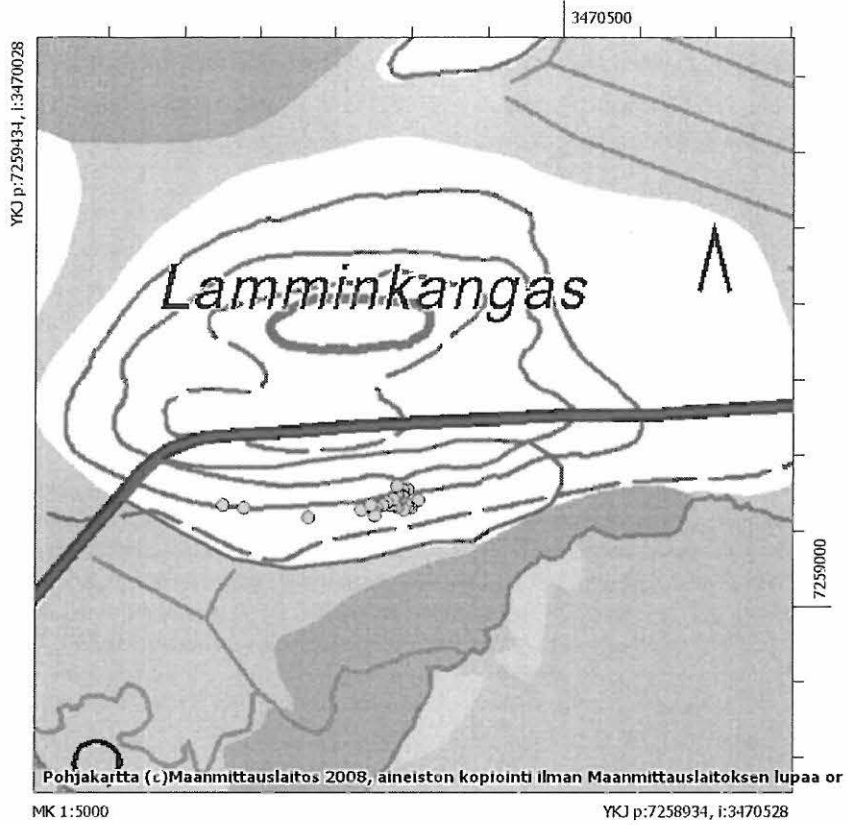 3470500
YKJ p:7259434, i:3470028
Lamminkangas
7259000
Pohjakartta (c)Maanmittauslaitos 2008, aineiston kopiointi ilman Maanmittauslaitoksen lupaa or
MK 1:5000
YKJ p:7258934, i:3470528